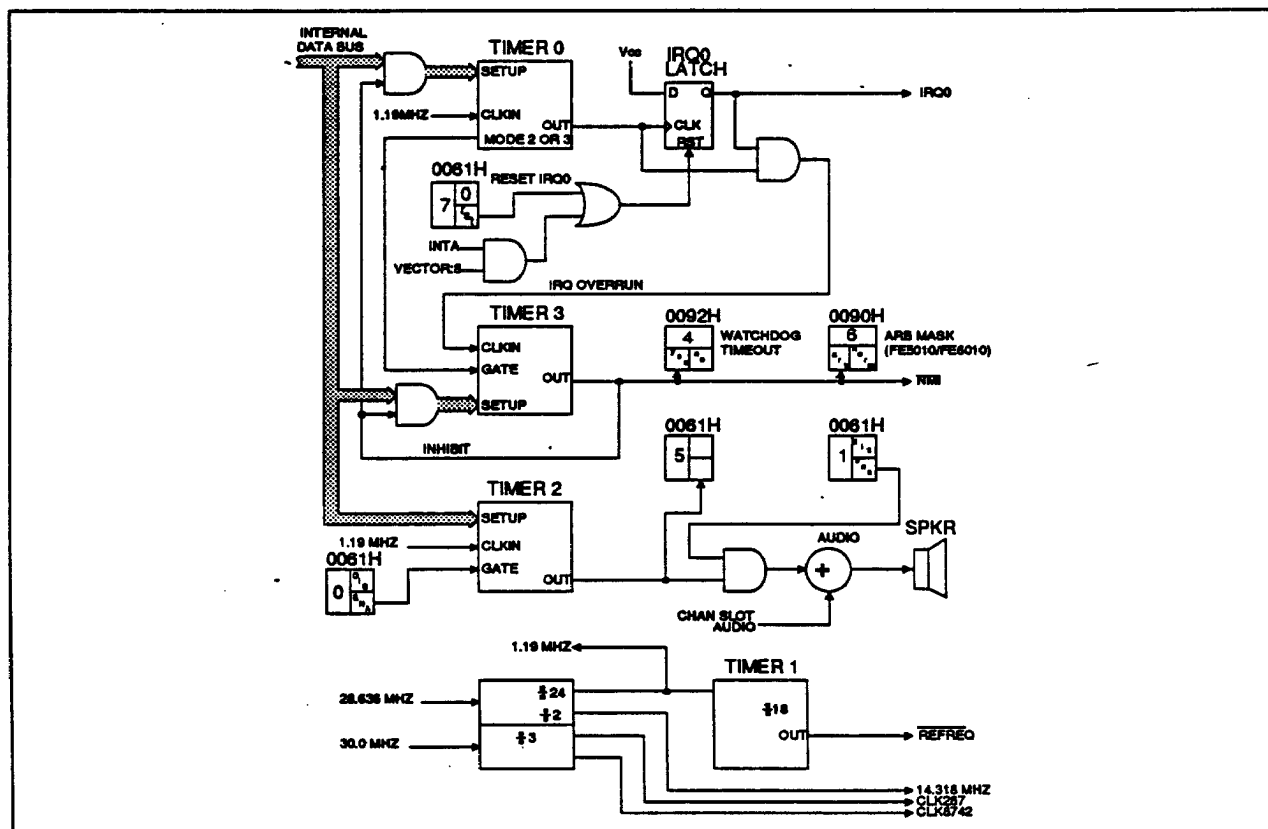 INTERNAL
DATA BUS
TIMER 0
SETUP
1.19MHZ
CLKIN
OUT
MODE 2 OR 3
Vcc
IRQ0
LATCH
D Q
CLK
RST
IRQ0
0061H
7 0
RESET IRQ0
INTA
VECTOR:8
IRQ OVERRUN
TIMER 3
CLKIN
GATE
OUT
SETUP
INHIBIT
0092H
4
WATCHDOG
TIMEOUT
0090H
6
ARB MASK
(FE5010/FE6010)
NMI
0061H
5
0061H
1
TIMER 2
SETUP
1.19 MHZ
CLKIN
0061H
GATE
0
OUT
AUDIO
+
SPKR
CHAN SLOT
AUDIO
1.19 MHZ
TIMER 1
28.636 MHZ
÷24
÷2
30.0 MHZ
÷3
÷18
OUT
REFREQ
14.318 MHZ
CLK287
CLK8742